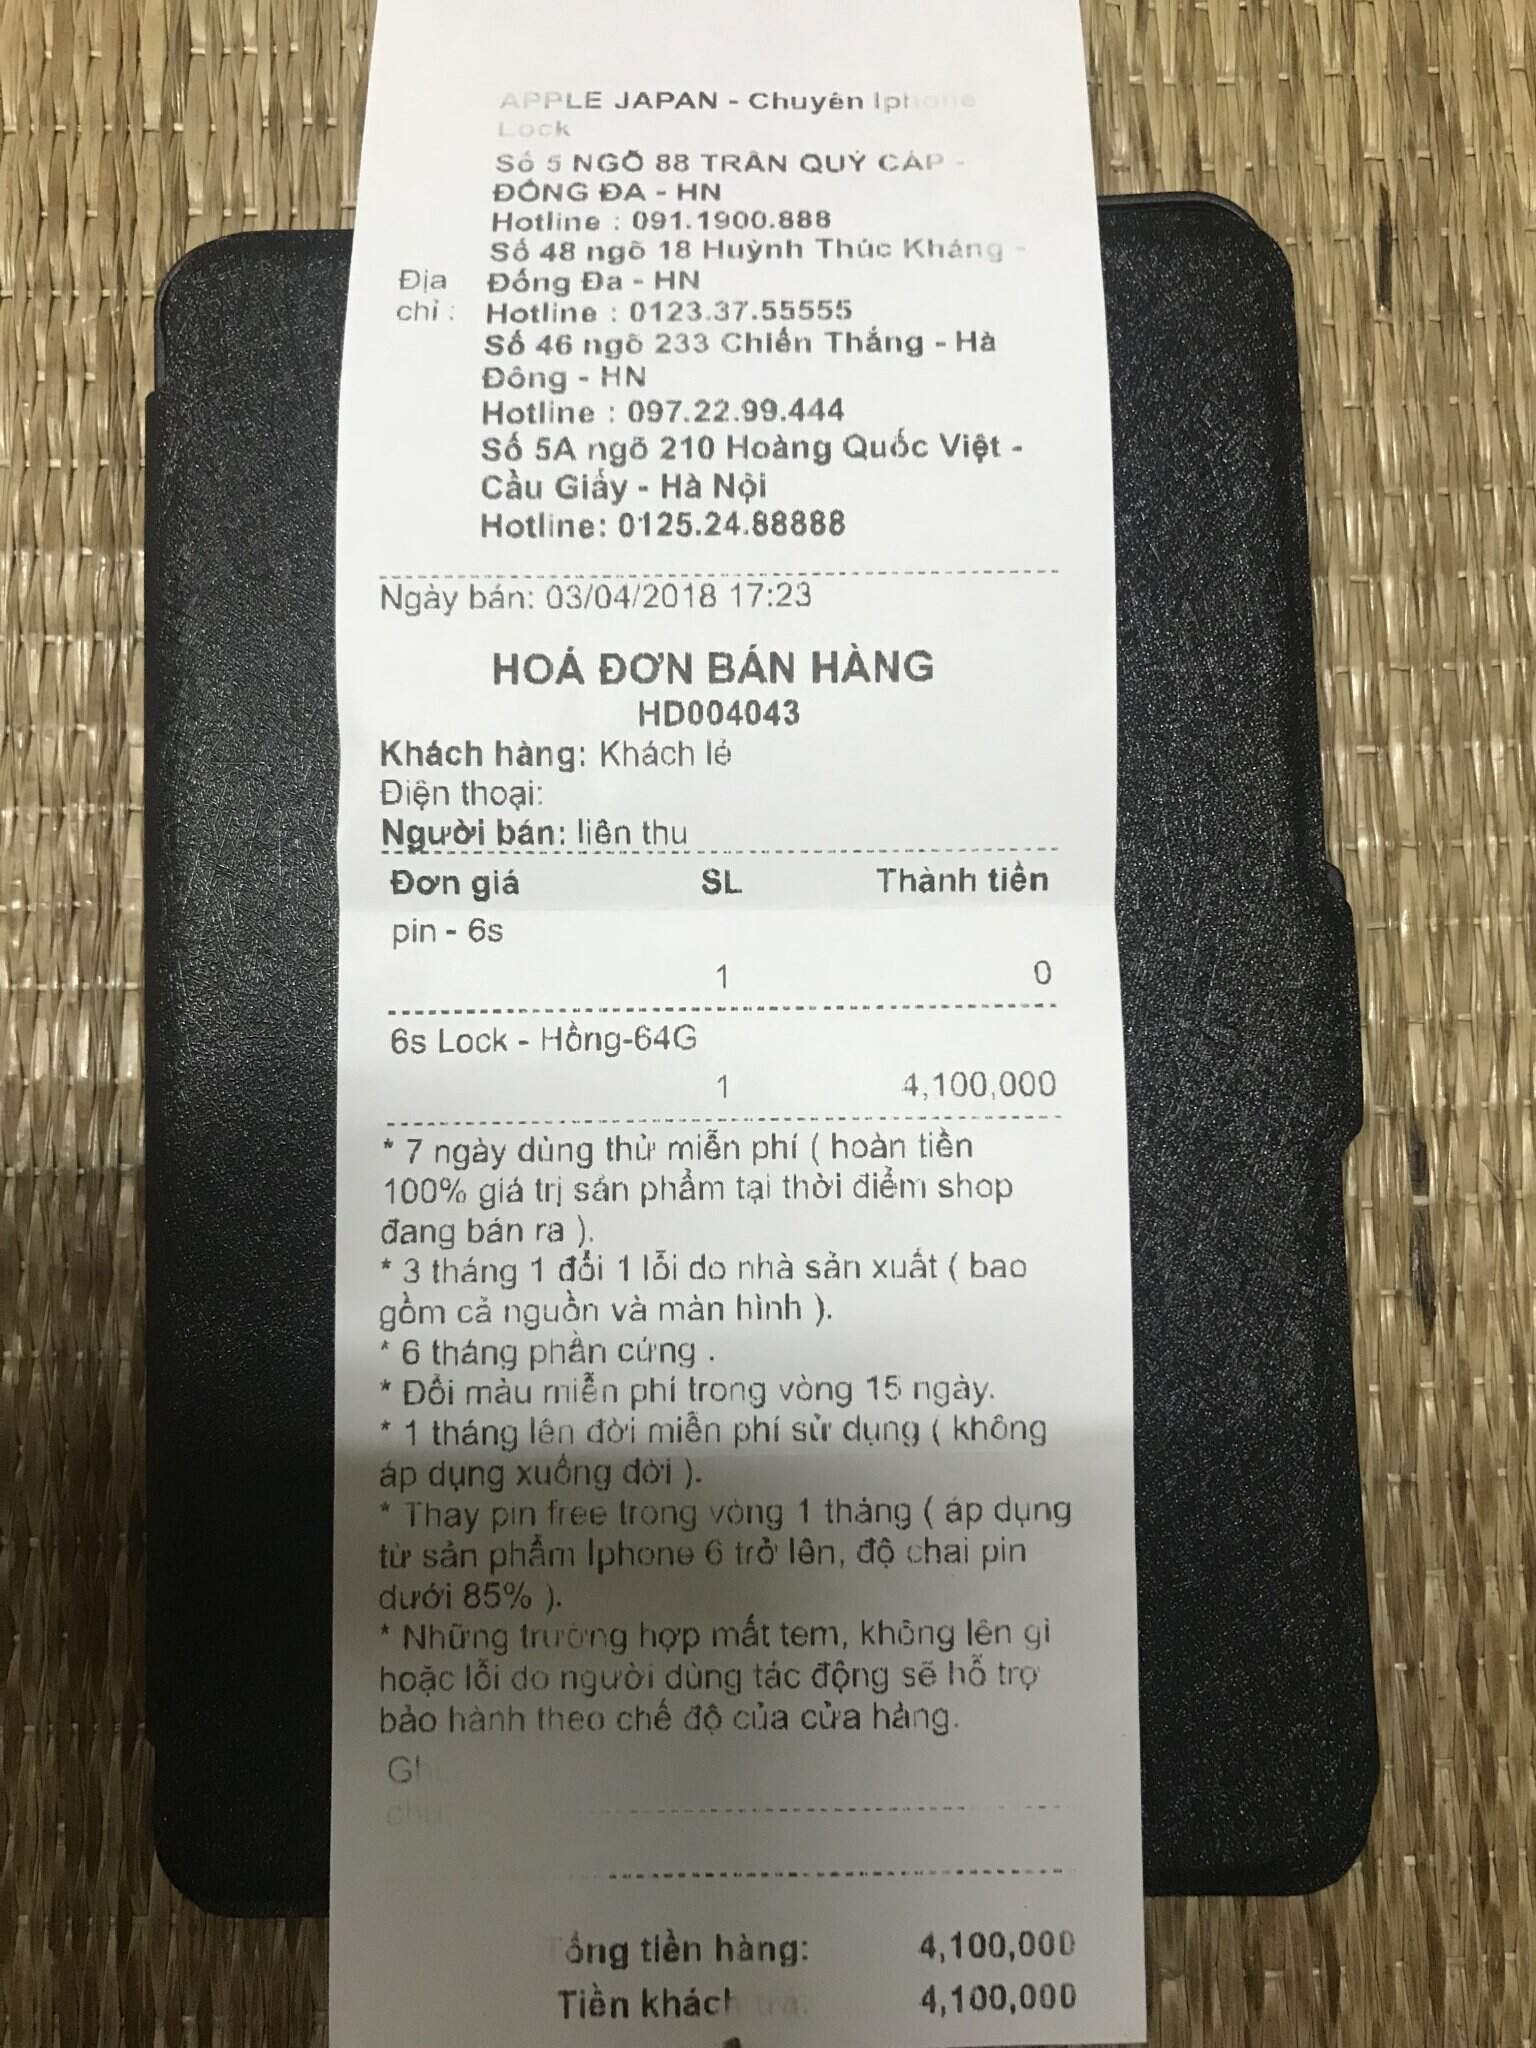 APPLE JAPAN - Chuyên Iphone
Lock
Số 5 NGÕ 88 TRẦN QUÝ CÁP -
ĐỐNG ĐA - HN
Hotline : 091.1900.888
Số 48 ngõ 18 Huỳnh Thúc Kháng -
Địa
Đống Đa - HN
chỉ :
Hotline : 0123.37.55555
Số 46 ngõ 233 Chiến Thắng - Hà
Đông - HN
Hotline : 097.22.99.444
Số 5A ngõ 210 Hoàng Quốc Việt -
Cầu Giấy - Hà Nội
Hotline: 0125.24.88888
Ngày bán: 03/04/2018 17:23
HOÁ ĐƠN BÁN HÀNG
HD004043
Khách hàng: Khách lẻ
Điện thoại:
Người bán: liên thu
Đơn giá SL Thành tiền
pin - 6s
1 0
6s Lock - Hồng-64G
1 4,100,000
* 7 ngày dùng thử miễn phí ( hoàn tiền
100% giá trị sản phẩm tại thời điểm shop
đang bán ra ).
* 3 tháng 1 đổi 1 lỗi do nhà sản xuất ( bao
gồm cả nguồn và màn hình ).
* 6 tháng phần cứng .
* Đổi màu miễn phí trong vòng 15 ngày.
* 1 tháng lên đời miễn phí sử dụng ( không
áp dụng xuống đời ).
* Thay pin free trong vòng 1 tháng ( áp dụng
từ sản phẩm Iphone 6 trở lên, độ chai pin
dưới 85% ).
* Những trường hợp mất tem, không lên gì
hoặc lỗi do người dùng tác động sẽ hỗ trợ
bảo hành theo chế độ của cửa hàng.
Tổng tiền hàng: 4,100,000
Tiền khách trả: 4,100,000